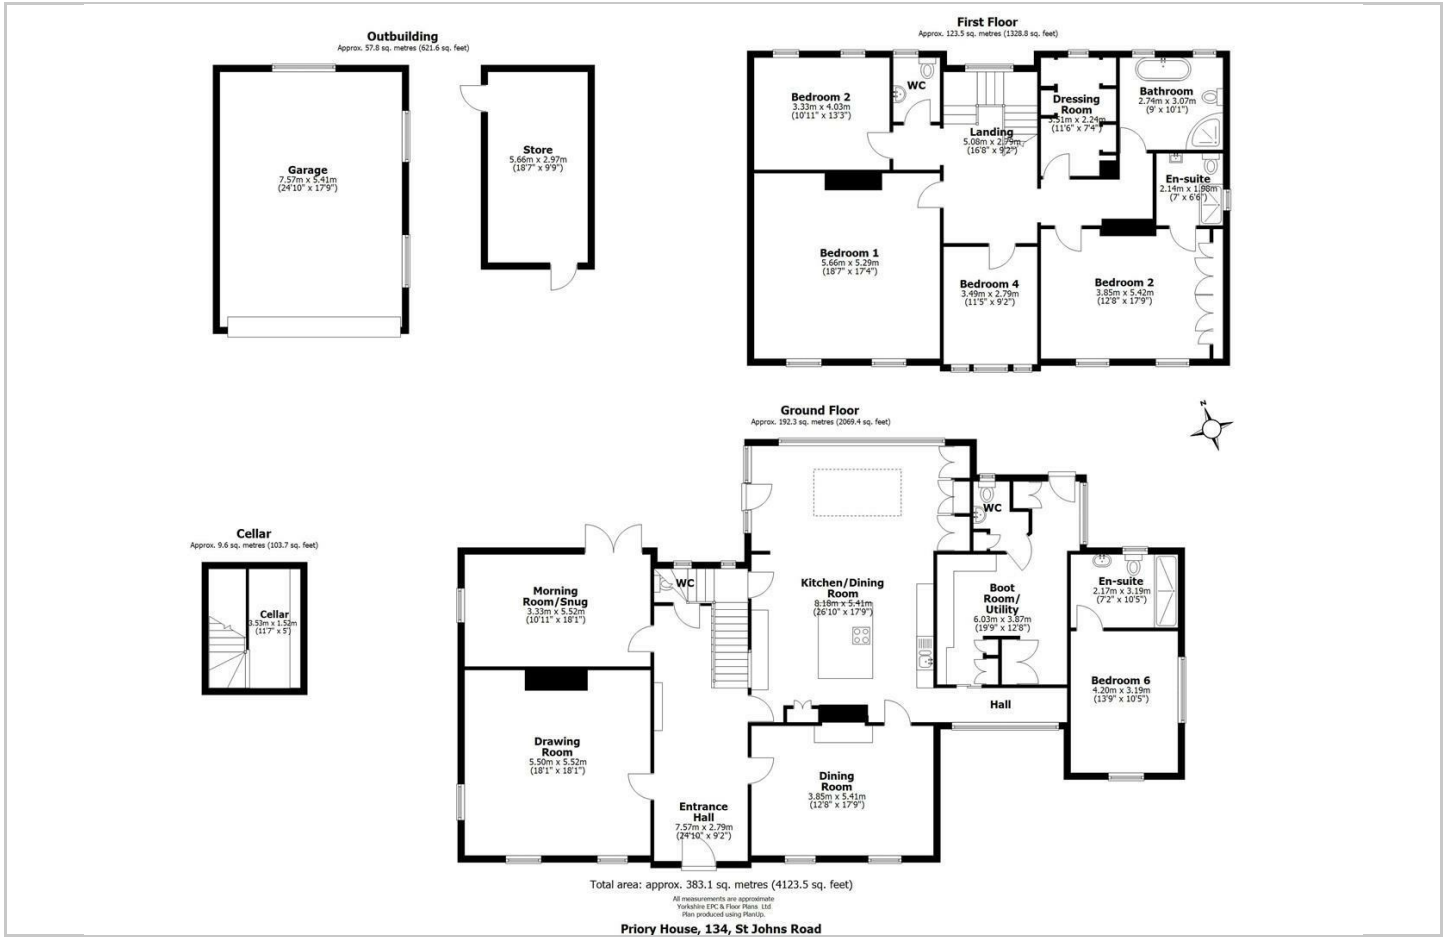 Outbuilding
Approx. 57.8 sq. metres (621.6 sq. feet)
Garage
7.57m x 5.41m
(24'10" x 17'9")
Store
5.66m x 2.97m
(18'7" x 9'9")
First Floor
Approx. 123.5 sq. metres (1328.8 sq. feet)
Bedroom 2
3.33m x 4.03m
(10'11" x 13'3")
WC
Landing
5.08m x 2.79m
(16'8" x 9'2")
Dressing
Room
3.51m x 2.24m
(11'6" x 7'4")
Bathroom
2.74m x 3.07m
(9' x 10'1")
En-suite
2.14m x 1.98m
(7' x 6'6")
Bedroom 1
5.66m x 5.29m
(18'7" x 17'4")
Bedroom 4
3.49m x 2.79m
(11'5" x 9'2")
Bedroom 2
3.85m x 5.42m
(12'8" x 17'9")
N
Ground Floor
Approx. 192.3 sq. metres (2069.4 sq. feet)
Cellar
Approx. 9.6 sq. metres (103.7 sq. feet)
Cellar
3.53m x 1.52m
(11'7" x 5')
Morning
Room/Snug
3.33m x 5.52m
(10'11" x 18'1")
WC
Kitchen/Dining
Room
8.18m x 5.41m
(26'10" x 17'9")
WC
Boot
Room/
Utility
6.03m x 3.87m
(19'9" x 12'8")
En-suite
2.17m x 3.19m
(7'2" x 10'5")
Bedroom 6
4.20m x 3.19m
(13'9" x 10'5")
Hall
Drawing
Room
5.50m x 5.52m
(18'1" x 18'1")
Entrance
Hall
7.57m x 2.79m
(24'10" x 9'2")
Dining
Room
3.85m x 5.41m
(12'8" x 17'9")
Total area: approx. 383.1 sq. metres (4123.5 sq. feet)
All measurements are approximate
Yorkshire EPC & Floor Plans Ltd
Plan produced using PlanUp.
Priory House, 134, St Johns Road